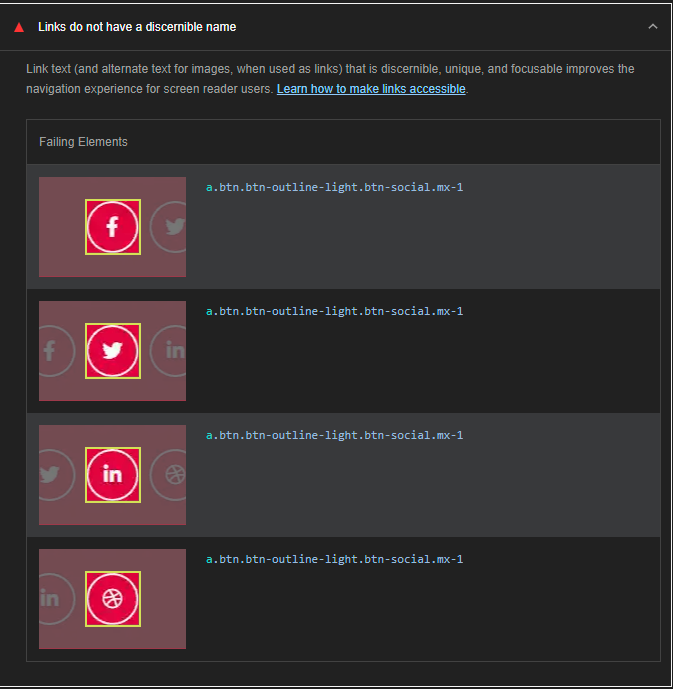 Links do not have a discernible name
Link text (and alternate text for images, when used as links) that is discernible, unique, and focusable improves the
navigation experience for screen reader users. Learn how to make links accessible.
Failing Elements
a.btn.btn-outline-light.btn-social.mx-1
f
a.btn.btn-outline-light.btn-social.mx-1
f in
a.btn.btn-outline-light.btn-social.mx-1
in
a.btn.btn-outline-light.btn-social.mx-1
in